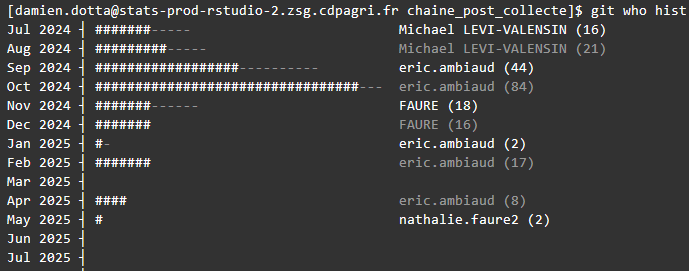 [damien.dotta@stats-prod-rstudio-2.zsg.cdpagri.fr chaine_post_collecte]$ git who hist
Jul 2024 ┤ #######----- Michael LEVI-VALENSIN (16)
Aug 2024 ┤ #########----- Michael LEVI-VALENSIN (21)
Sep 2024 ┤ ##################---------- eric.ambiaud (44)
Oct 2024 ┤ #################################--- eric.ambiaud (84)
Nov 2024 ┤ #######------ FAURE (18)
Dec 2024 ┤ ####### FAURE (16)
Jan 2025 ┤ #- eric.ambiaud (2)
Feb 2025 ┤ ####### eric.ambiaud (17)
Mar 2025 ┤
Apr 2025 ┤ #### eric.ambiaud (8)
May 2025 ┤ # nathalie.faure2 (2)
Jun 2025 ┤
Jul 2025 ┤